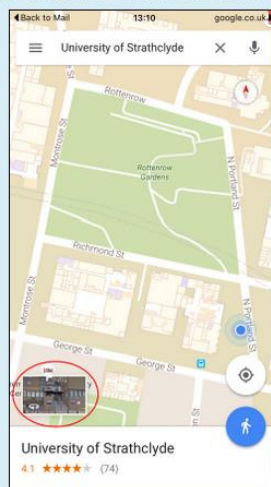 Back to Mail 13:10 google.co.uk
University of Strathclyde
Rottenrow
Rottenrow
Gardens
Montrose St
N Portland St
Richmond St
N Portland St
Montrose St
George St
George St
University of Strathclyde
4.1 (74)